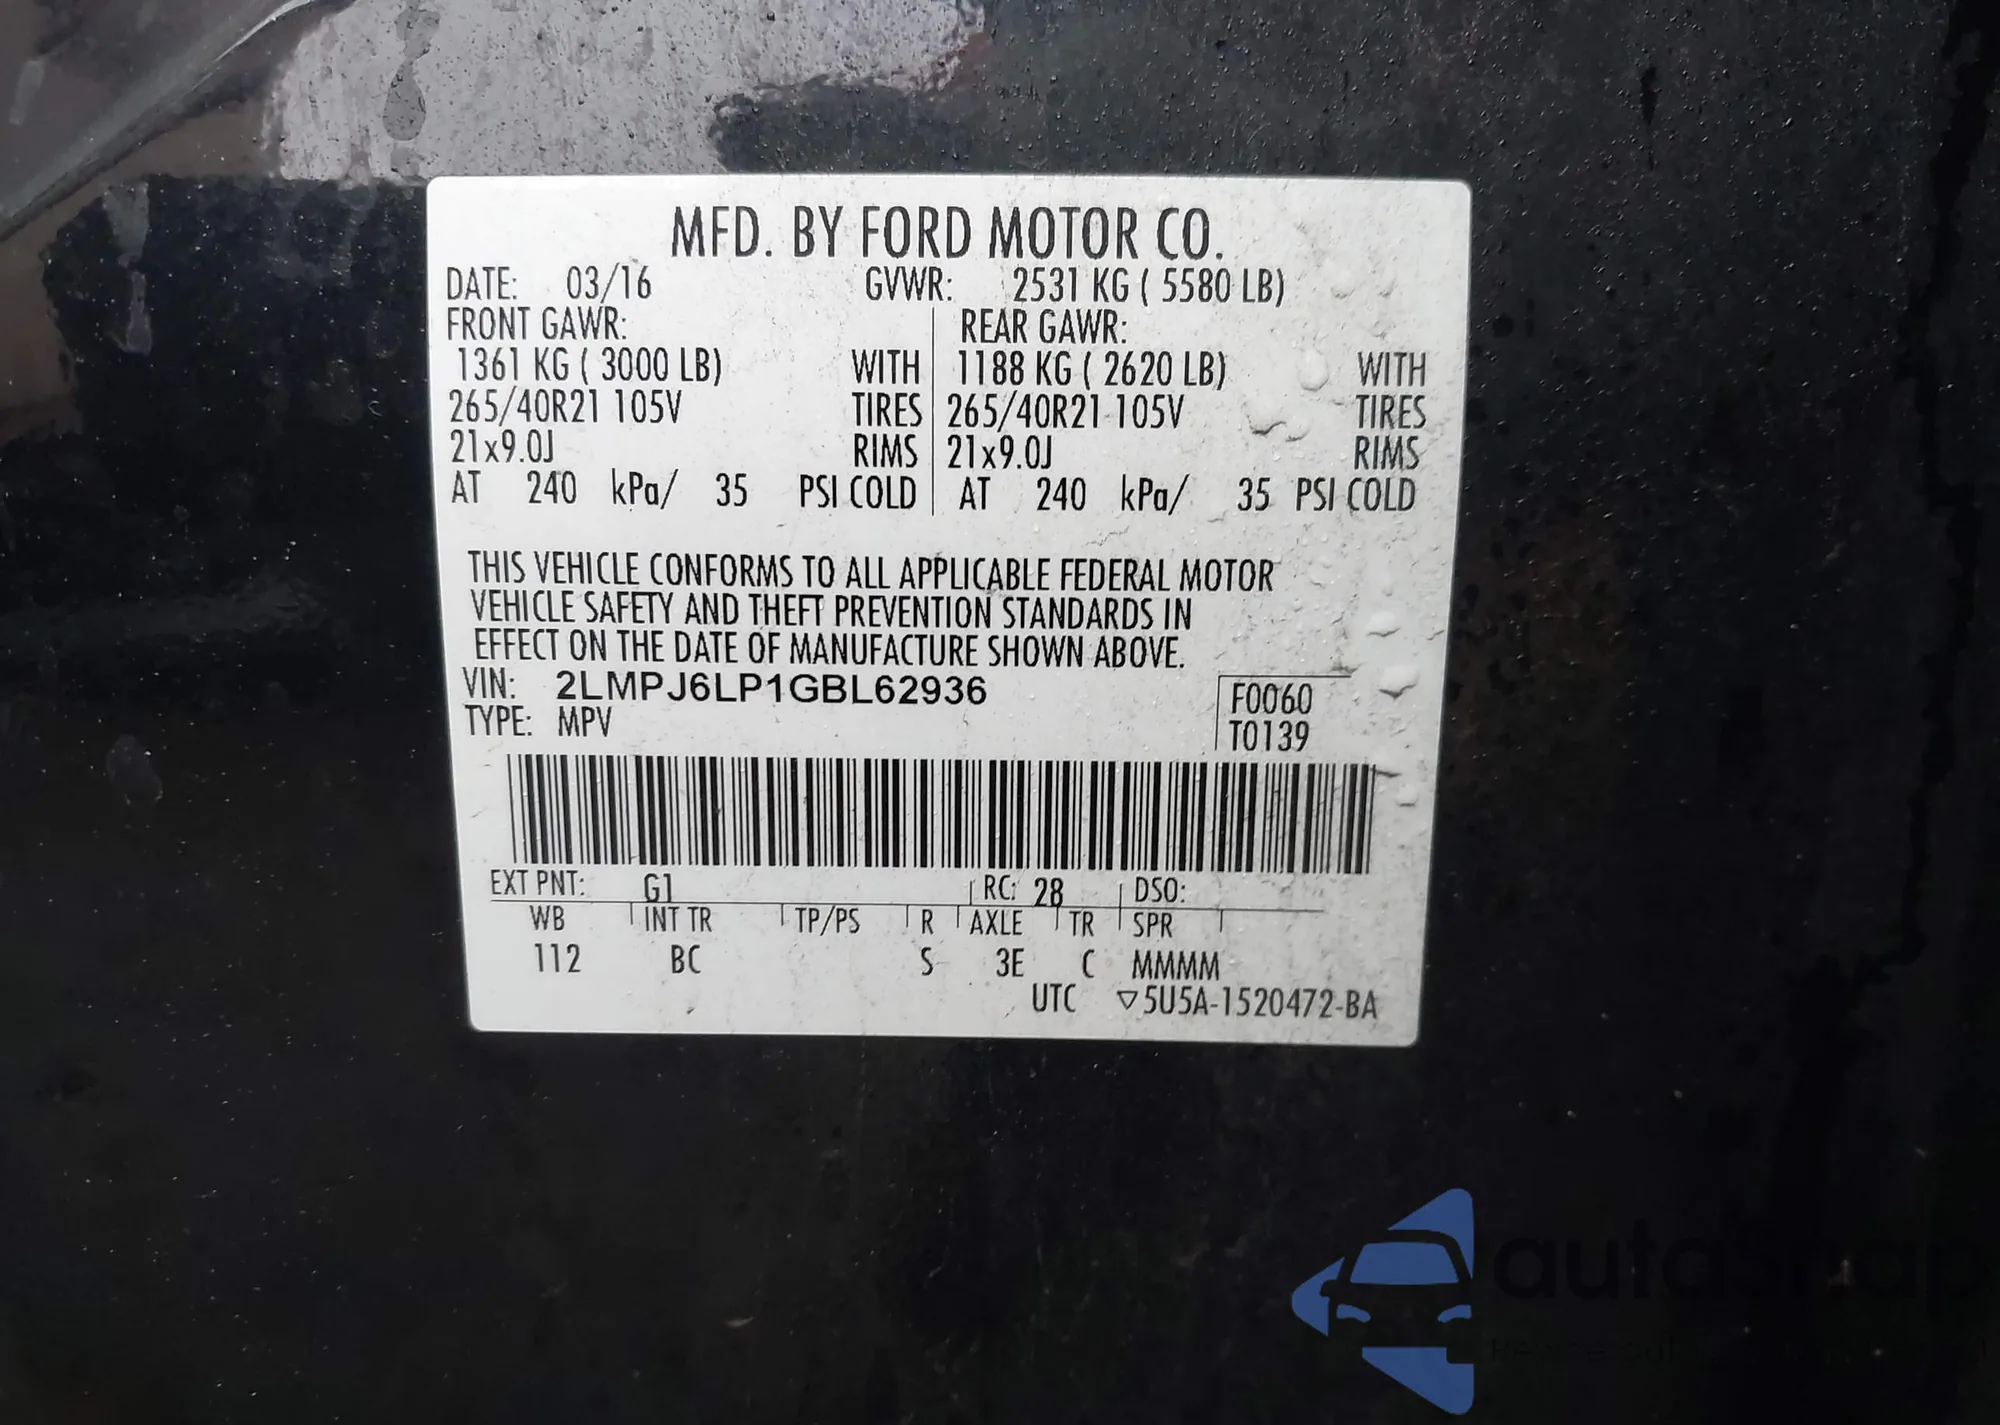 MFD. BY FORD MOTOR CO.
DATE: 03/16 GVWR: 2531 KG ( 5580 LB)
FRONT GAWR: REAR GAWR:
1361 KG ( 3000 LB) WITH 1188 KG ( 2620 LB) WITH
265/40R21 105V TIRES 265/40R21 105V TIRES
21x9.0J RIMS 21x9.0J RIMS
AT 240 kPa/ 35 PSI COLD AT 240 kPa/ 35 PSI COLD
THIS VEHICLE CONFORMS TO ALL APPLICABLE FEDERAL MOTOR
VEHICLE SAFETY AND THEFT PREVENTION STANDARDS IN
EFFECT ON THE DATE OF MANUFACTURE SHOWN ABOVE.
VIN: 2LMPJ6LP1GBL62936 F0060
TYPE: MPV T0139
EXT PNT: G1 RC: 28 DSO:
WB INT TR TP/PS R AXLE TR SPR
112 BC S 3E C MMMM
UTC ▽5U5A-1520472-BA
autosnap